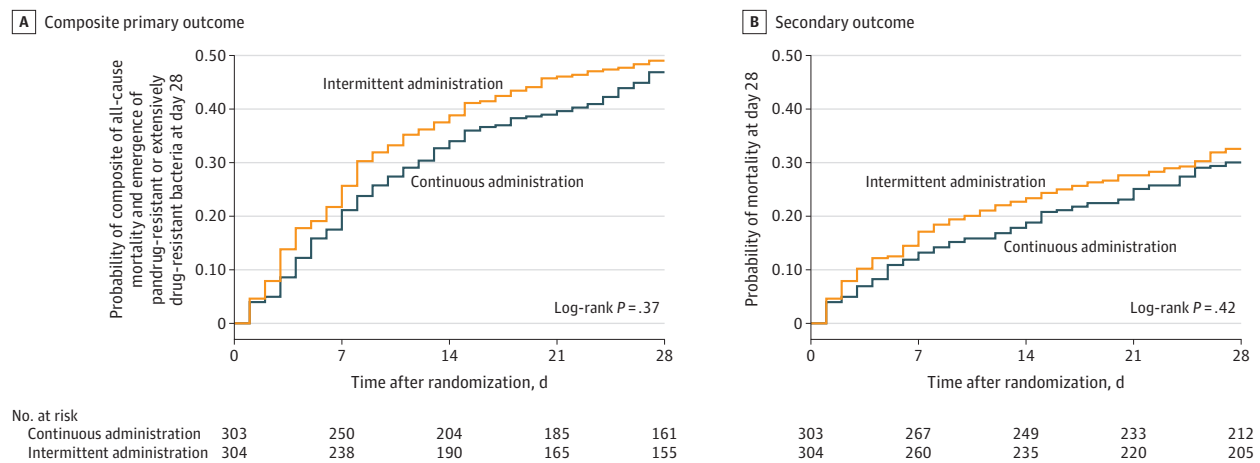 A Composite primary outcome
Probability of composite of all-cause
mortality and emergence of
pandrug-resistant or extensively
drug-resistant bacteria at day 28
0.50
0.40
0.30
0.20
0.10
0
Intermittent administration
Continuous administration
Log-rank P = .37
0 7 14 21 28
Time after randomization, d
No. at risk
Continuous administration 303 250 204 185 161
Intermittent administration 304 238 190 165 155
B Secondary outcome
Probability of mortality at day 28
0.50
0.40
0.30
0.20
0.10
0
Intermittent administration
Continuous administration
Log-rank P = .42
0 7 14 21 28
Time after randomization, d
303 267 249 233 212
304 260 235 220 205